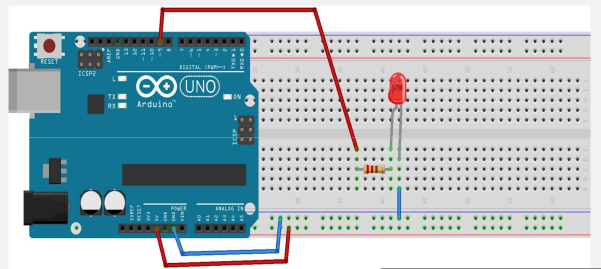 AREF
GND
13
12
~11
~10
~9
8
7
~6
~5
4
~3
2
TX→1
RX←0
RESET
ICSP2
DIGITAL (PWM~)
L
TX
RX
UNO
ON
Arduino™
ICSP
1
POWER
ANALOG IN
IOREF
RESET
3V3
5V
GND
GND
VIN
A0
A1
A2
A3
A4
A5